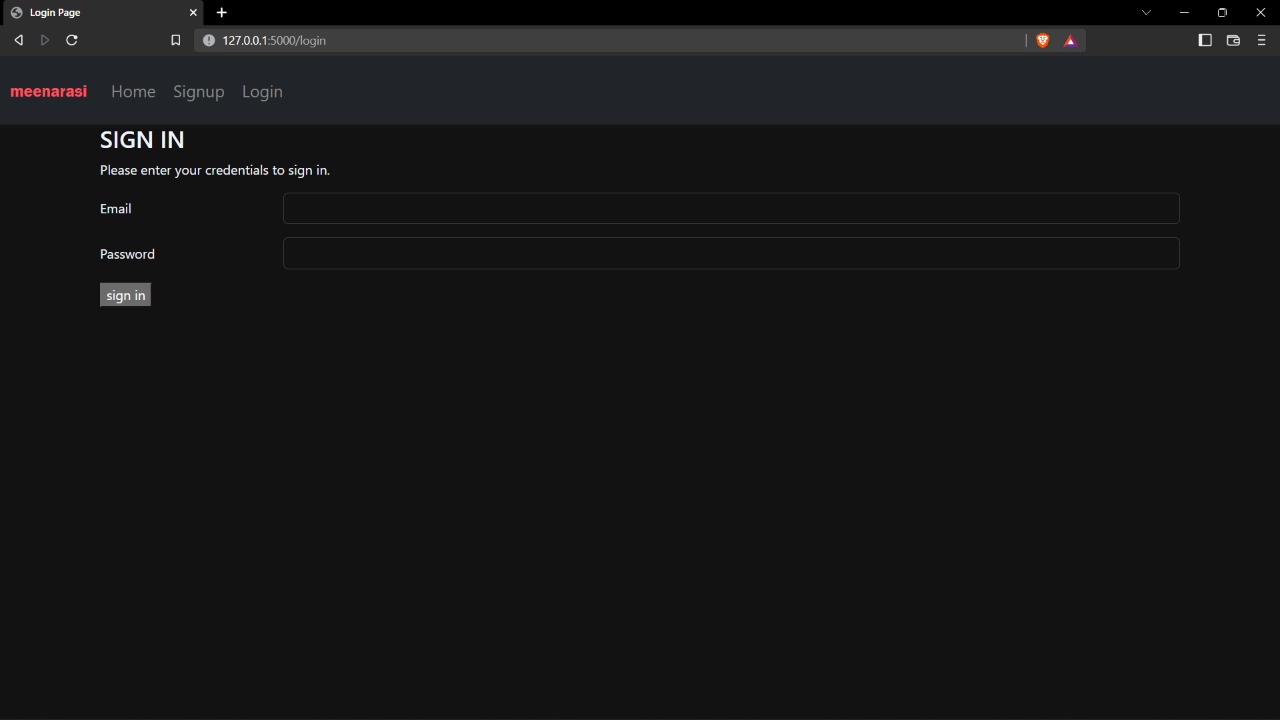 Login Page
127.0.0.1:5000/login
meenarasi Home Signup Login
SIGN IN
Please enter your credentials to sign in.
Email
Password
sign in